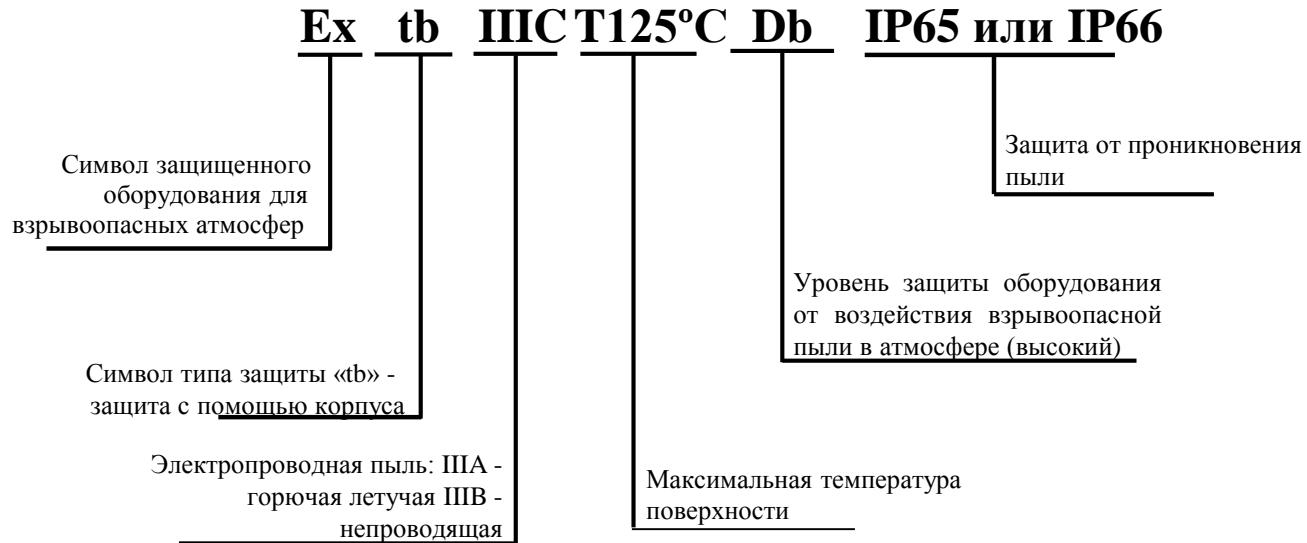 Ex tb IIIC T125ºC Db IP65 или IP66
Защита от проникновения
пыли
Символ защищенного
оборудования для
взрывоопасных атмосфер
Уровень защиты оборудования
от воздействия взрывоопасной
пыли в атмосфере (высокий)
Символ типа защиты «tb» -
защита с помощью корпуса
Электропроводная пыль: IIIA -
горючая летучая IIIB -
непроводящая
Максимальная температура
поверхности